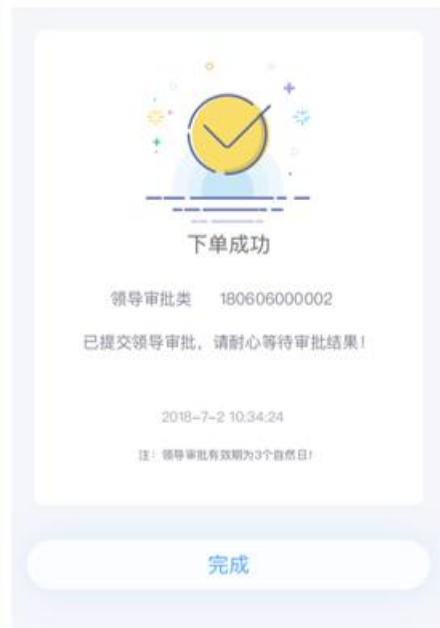 下单成功
领导审批类 180606000002
已提交领导审批，请耐心等待审批结果！
2018-7-2 10:34:24
注：领导审批有效期为3个自然日！
完成